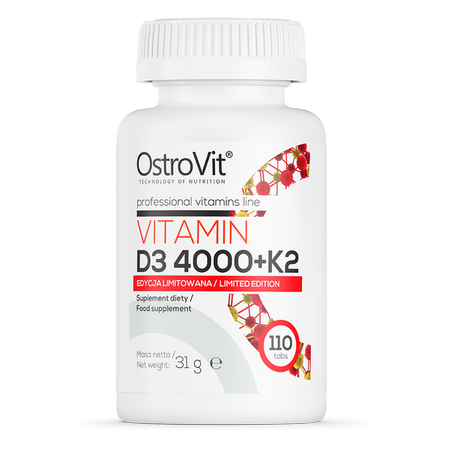 OstroVit®
TECHNOLOGY OF NUTRITION
professional vitamins line
VITAMIN
D3 4000+K2
EDYCJA LIMITOWANA / LIMITED EDITION
Suplement diety /
Food supplement
110
tabs
Masa netto /
Net weight: 31 g ℮